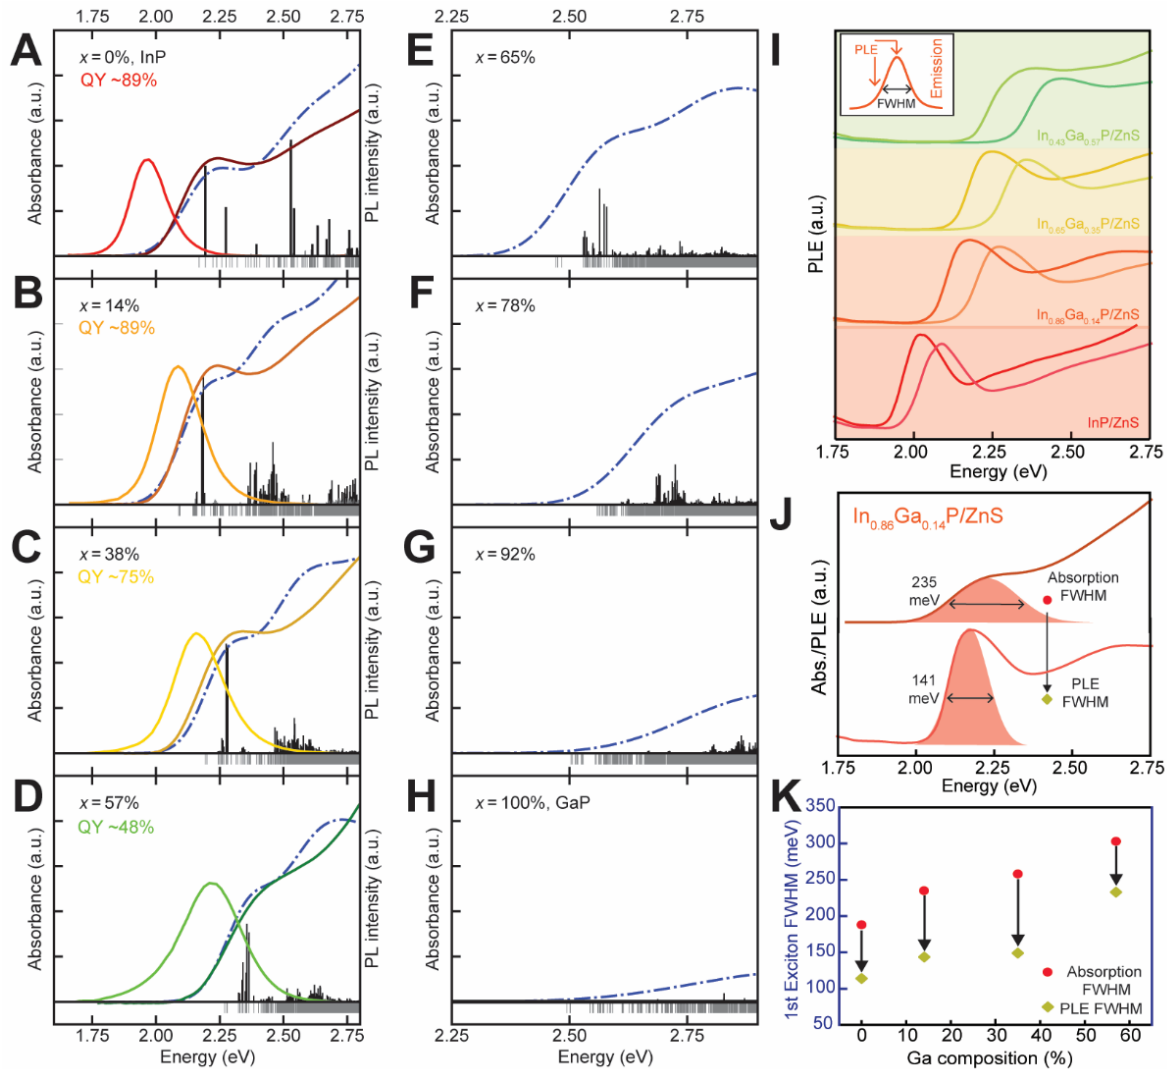 1.75 2.00 2.25 2.50 2.75
A
x = 0%, InP
QY ~89%
Absorbance (a.u.)
PL intensity (a.u.)
B
x = 14%
QY ~89%
Absorbance (a.u.)
PL intensity (a.u.)
C
x = 38%
QY ~75%
Absorbance (a.u.)
PL intensity (a.u.)
D
x = 57%
QY ~48%
Absorbance (a.u.)
PL intensity (a.u.)
1.75 2.00 2.25 2.50 2.75
Energy (eV)
2.25 2.50 2.75
E
x = 65%
Absorbance (a.u.)
F
x = 78%
Absorbance (a.u.)
G
x = 92%
Absorbance (a.u.)
H
x = 100%, GaP
Absorbance (a.u.)
2.25 2.50 2.75
Energy (eV)
I
PLE
Emission
FWHM
In0.43Ga0.57P/ZnS
In0.65Ga0.35P/ZnS
In0.86Ga0.14P/ZnS
InP/ZnS
PLE (a.u.)
1.75 2.00 2.25 2.50 2.75
Energy (eV)
J
In0.86Ga0.14P/ZnS
235
meV
Absorption
FWHM
141
meV
PLE
FWHM
Abs./PLE (a.u.)
1.75 2.00 2.25 2.50 2.75
Energy (eV)
K
350
300
250
200
150
100
50
1st Exciton FWHM (meV)
Absorption
FWHM
PLE FWHM
0 10 20 30 40 50 60
Ga composition (%)